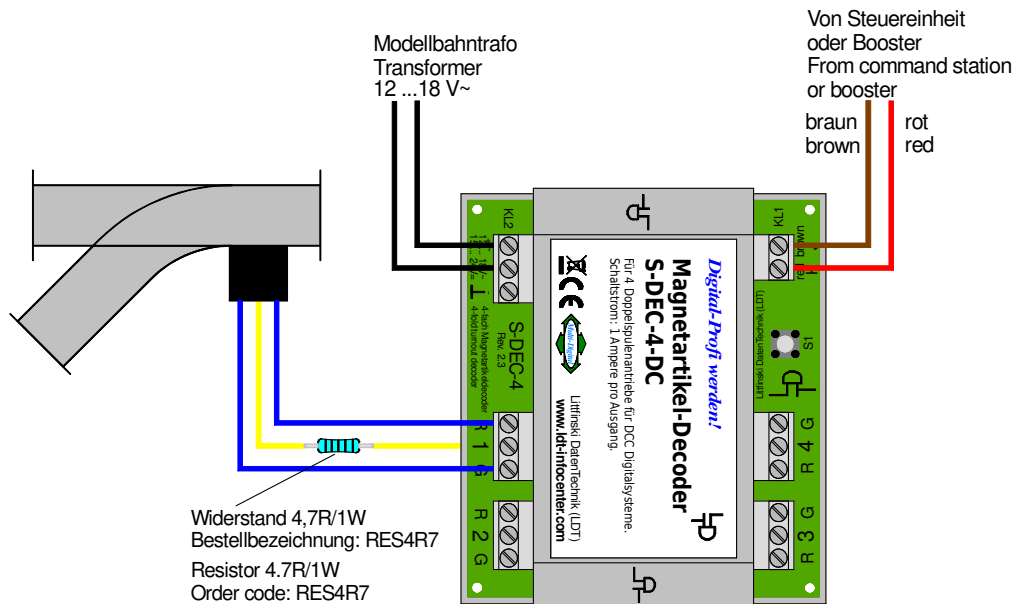 Modellbahntrafo
Transformer
12 ...18 V~
Von Steuereinheit
oder Booster
From command station
or booster
braun
brown
rot
red
KL2
KL1
red brown
S-DEC-4
Rev. 2.3
4-fach Magnetartikeldecoder
4-fold turnout decoder
Digital-Profi werden!
Magnetartikel-Decoder
S-DEC-4-DC
Für 4 Doppelspulenantriebe für DCC Digitalsysteme.
Schaltstrom: 1 Ampere pro Ausgang.
CE
Multi-Digital
Littfinski DatenTechnik (LDT)
www.ldt-infocenter.com
S1
Littfinski DatenTechnik (LDT)
R 1 G
R 2 G
R 4 G
R 3 G
Widerstand 4,7R/1W
Bestellbezeichnung: RES4R7
Resistor 4.7R/1W
Order code: RES4R7